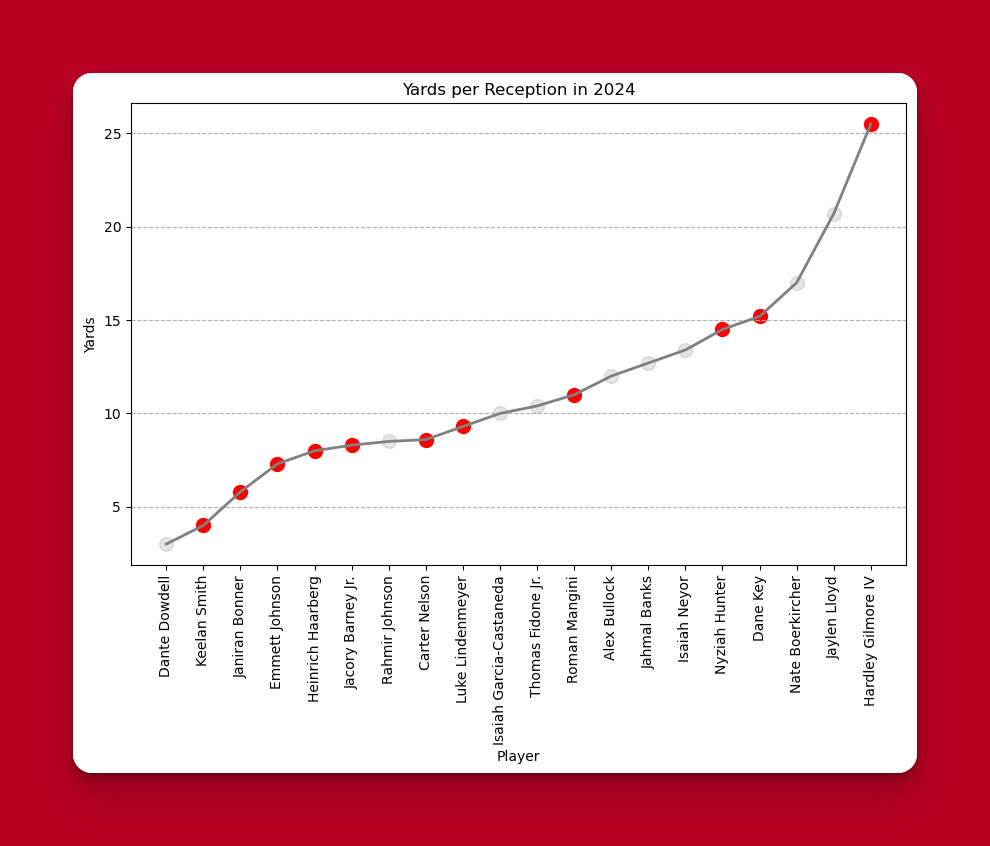 Yards per Reception in 2024
Yards
25
20
15
10
5
Dante Dowdell
Keelan Smith
Janiran Bonner
Emmett Johnson
Heinrich Haarberg
Jacory Barney Jr.
Rahmir Johnson
Carter Nelson
Luke Lindenmeyer
Isaiah Garcia-Castaneda
Thomas Fidone Jr.
Roman Mangini
Alex Bullock
Jahmal Banks
Isaiah Neyor
Nyziah Hunter
Dane Key
Nate Boerkircher
Jaylen Lloyd
Hardley Gilmore IV
Player